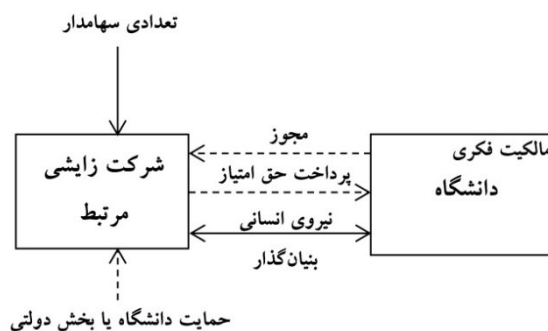 تعدادی سهامدار
مالکیت فکری
دانشگاه
مجوز
پرداخت حق امتیاز
نیروی انسانی
بنیان‌گذار
شرکت زایشی
مرتبط
حمایت دانشگاه یا بخش دولتی